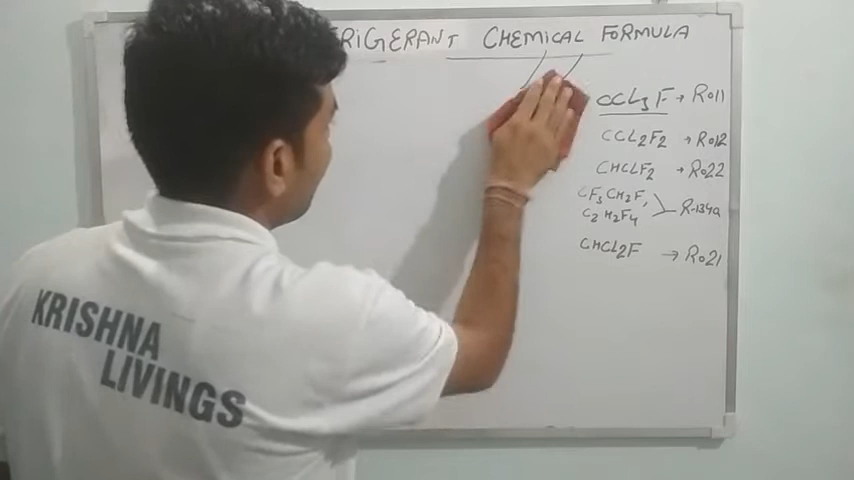 RIGERANT CHEMICAL FORMULA
CCL3F → R011
CCL2F2 → R012
CHCLF2 → R022
CF3CH2F,
C2H2F4 > R-134a
CHCL2F → R021
KRISHNA
LIVINGS